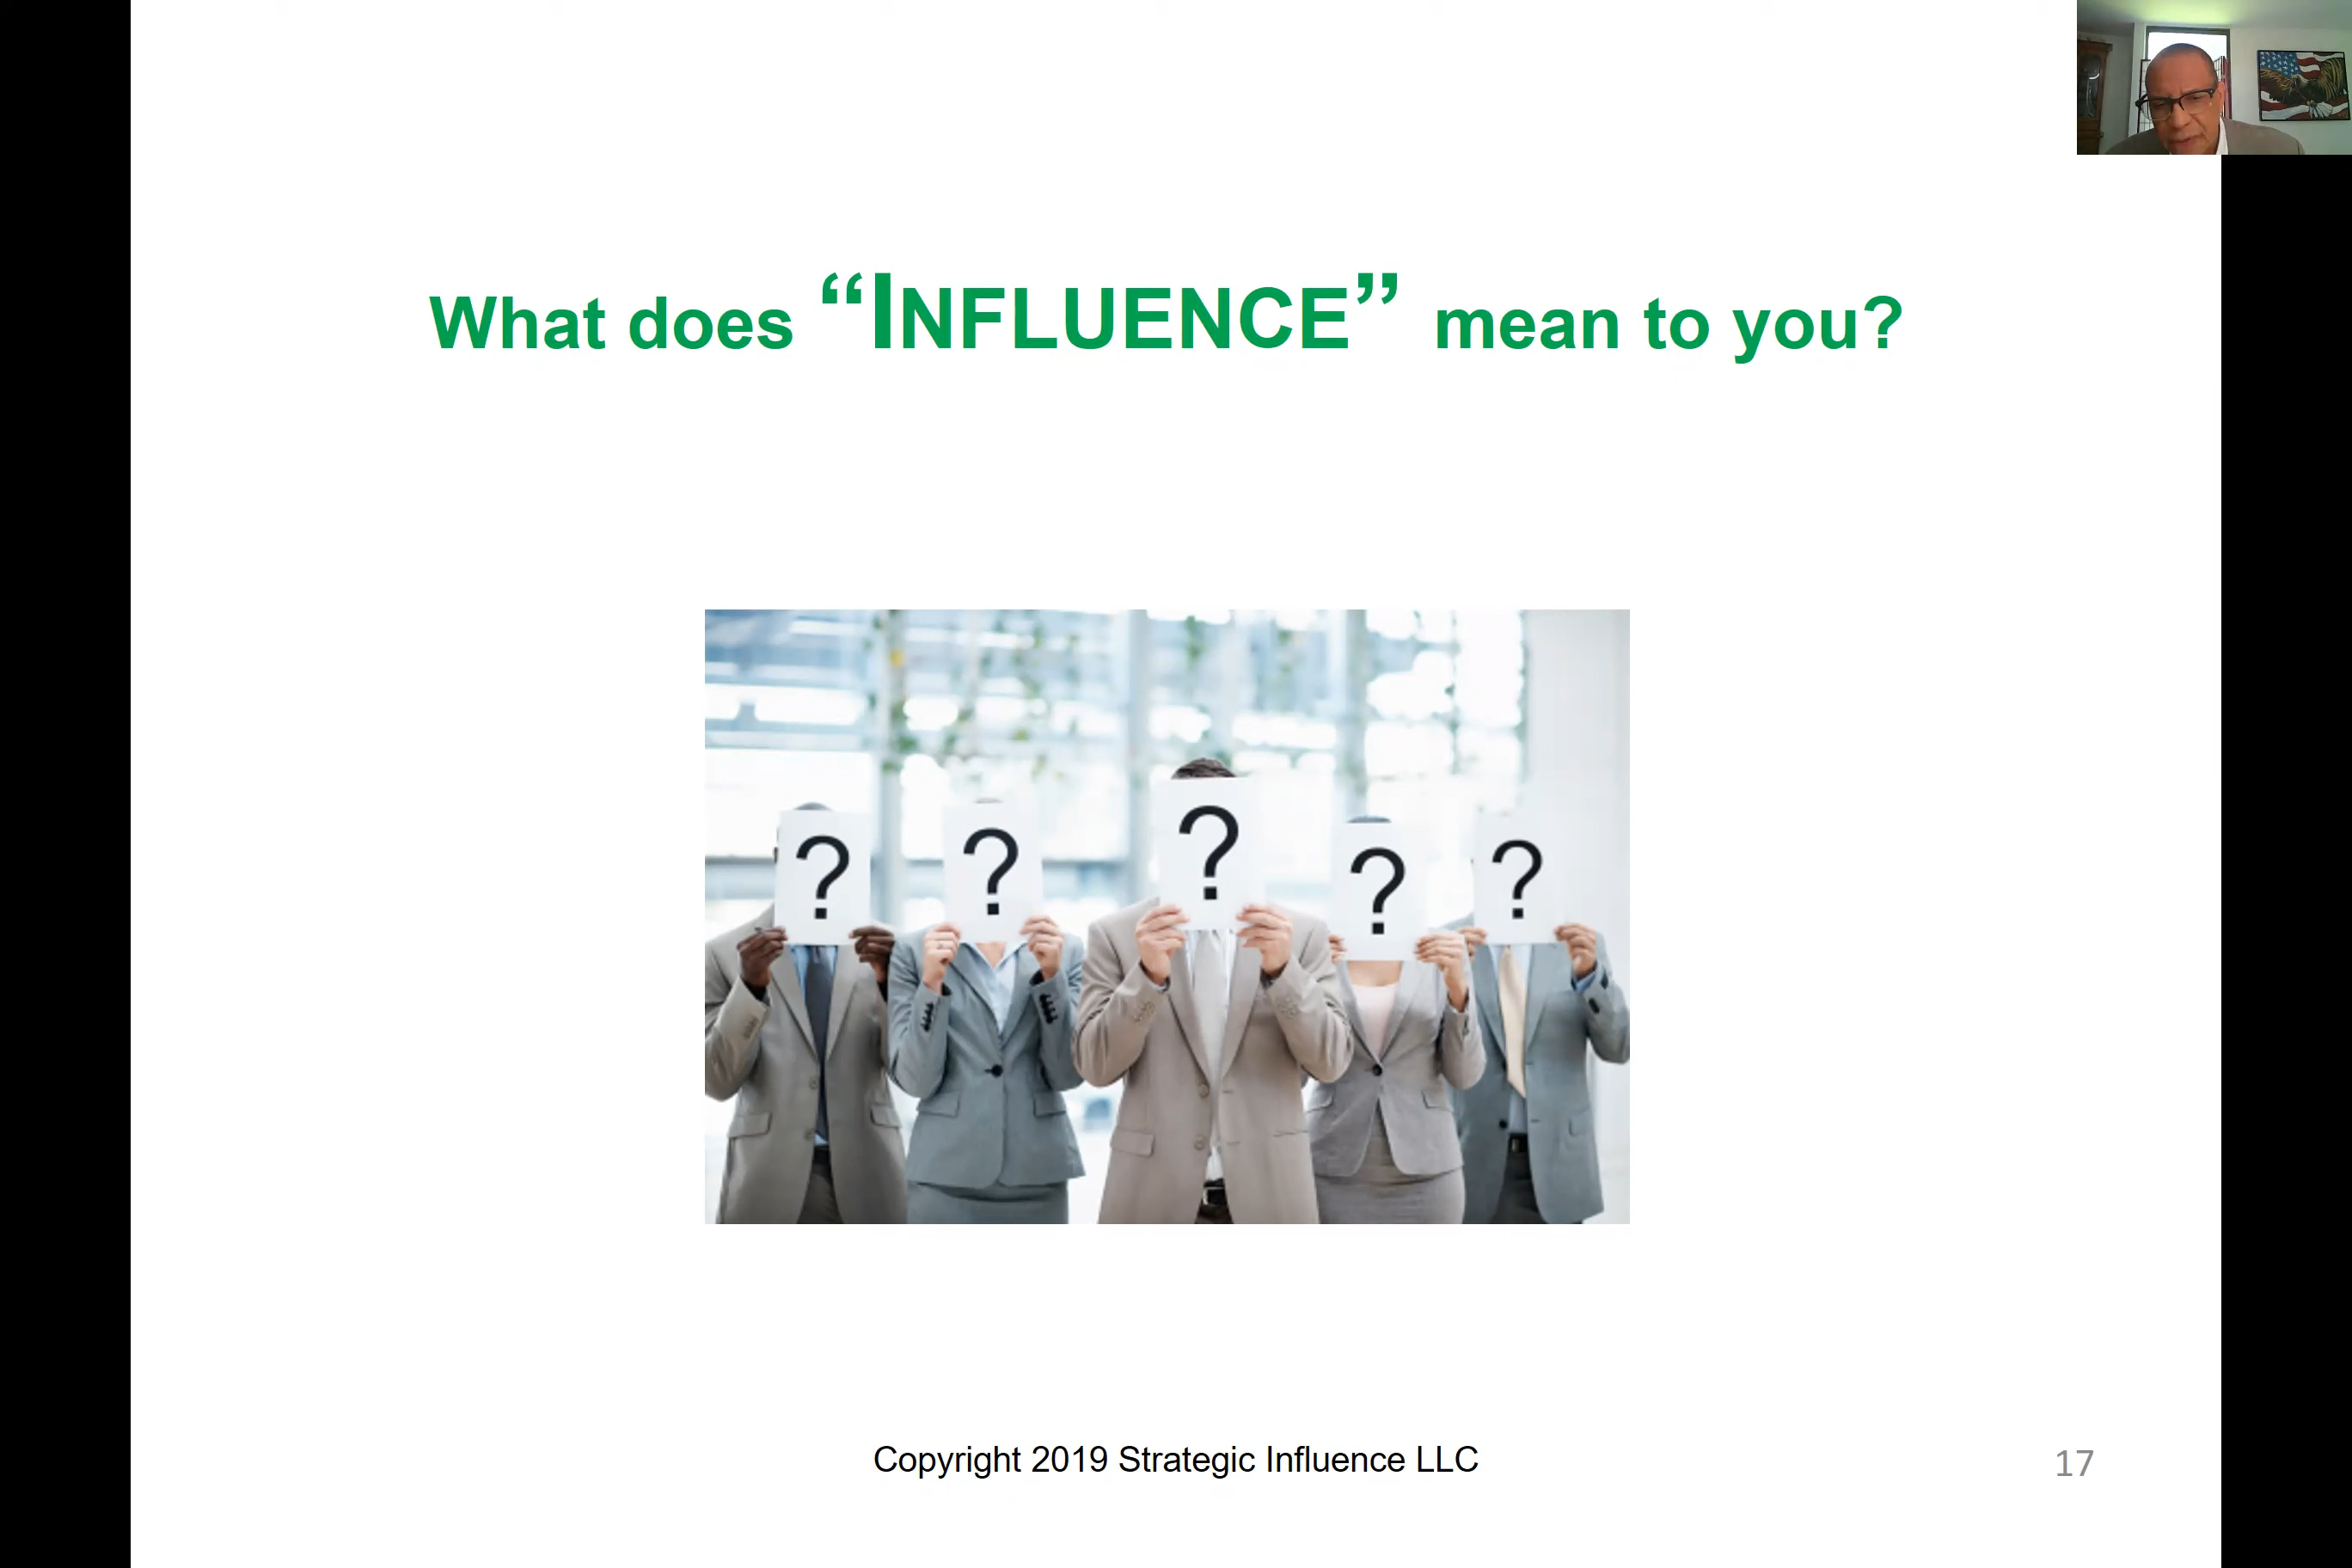 What does “INFLUENCE” mean to you?
? ? ? ? ?
Copyright 2019 Strategic Influence LLC
17